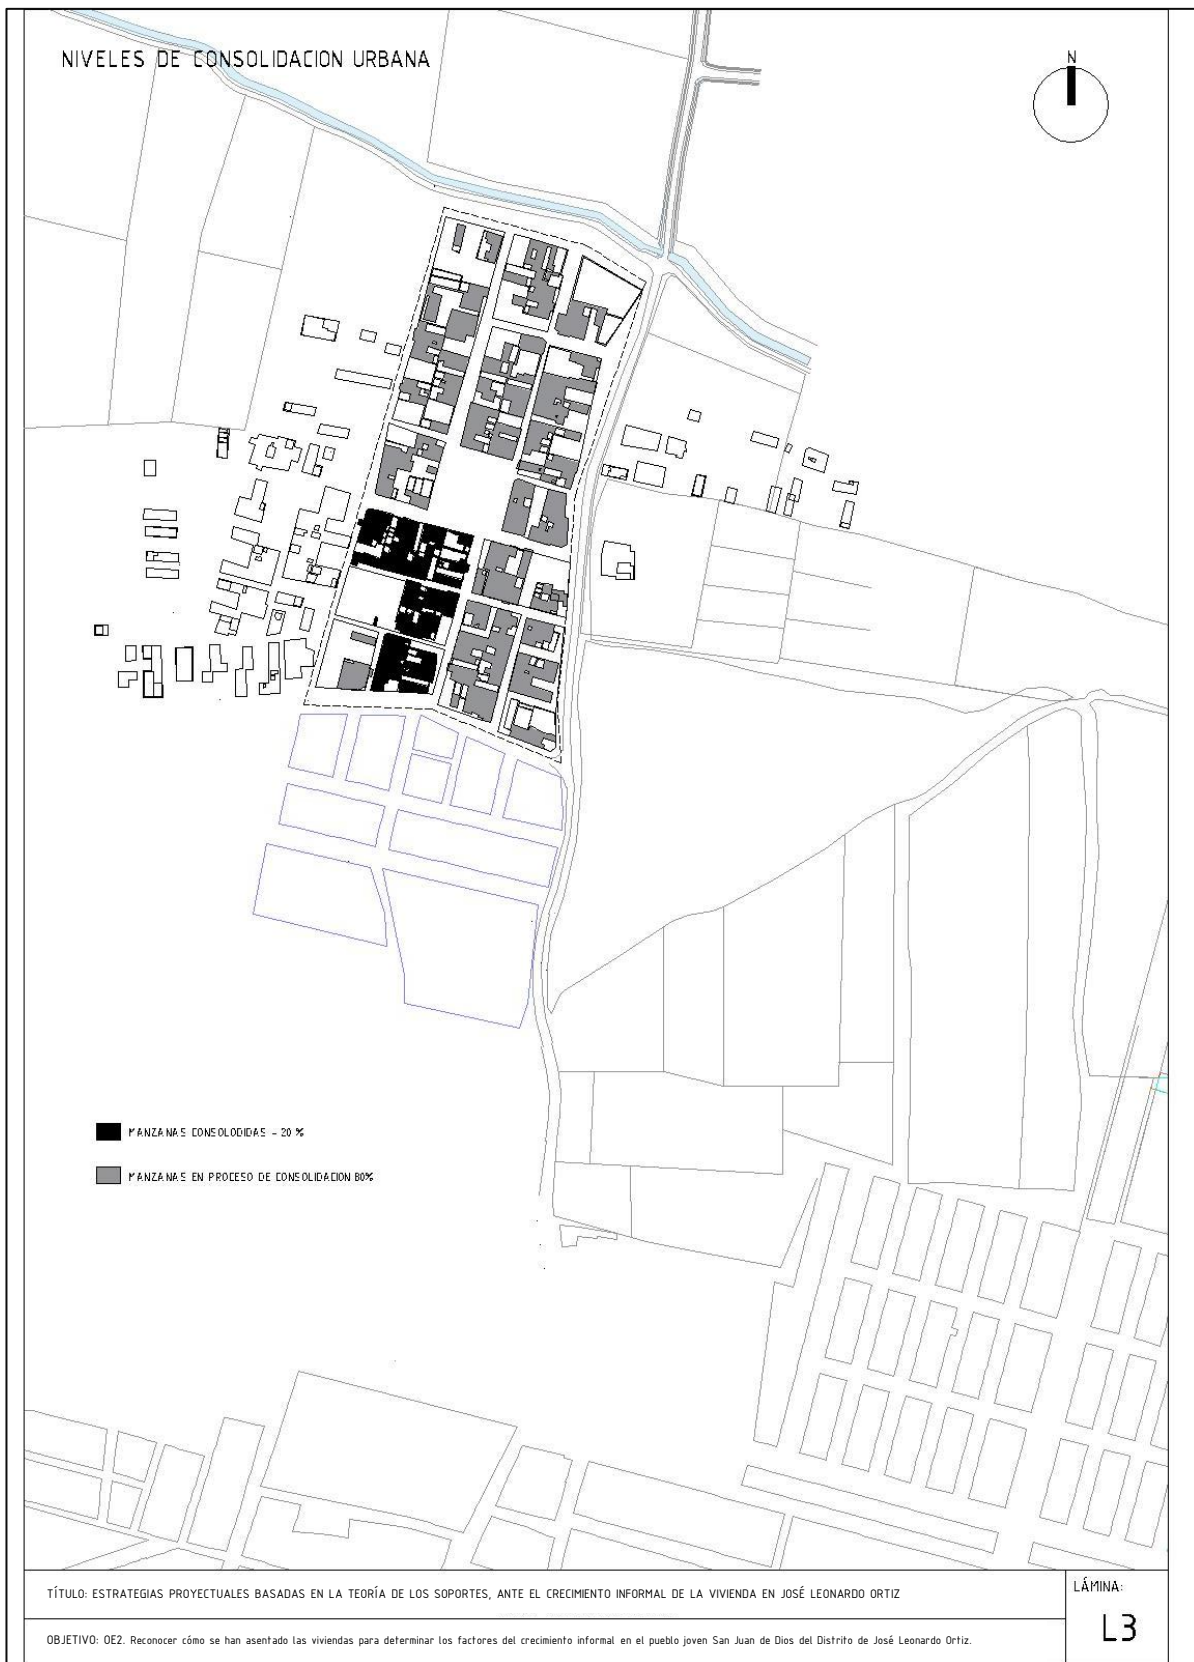 NIVELES DE CONSOLIDACION URBANA
N
MANZANAS CONSOLODIDAS - 20 %
MANZANAS EN PROCESO DE CONSOLIDACION 80%
TÍTULO: ESTRATEGIAS PROYECTUALES BASADAS EN LA TEORÍA DE LOS SOPORTES, ANTE EL CRECIMIENTO INFORMAL DE LA VIVIENDA EN JOSÉ LEONARDO ORTIZ
LÁMINA:
L3
OBJETIVO: OE2. Reconocer cómo se han asentado las viviendas para determinar los factores del crecimiento informal en el pueblo joven San Juan de Dios del Distrito de José Leonardo Ortiz.